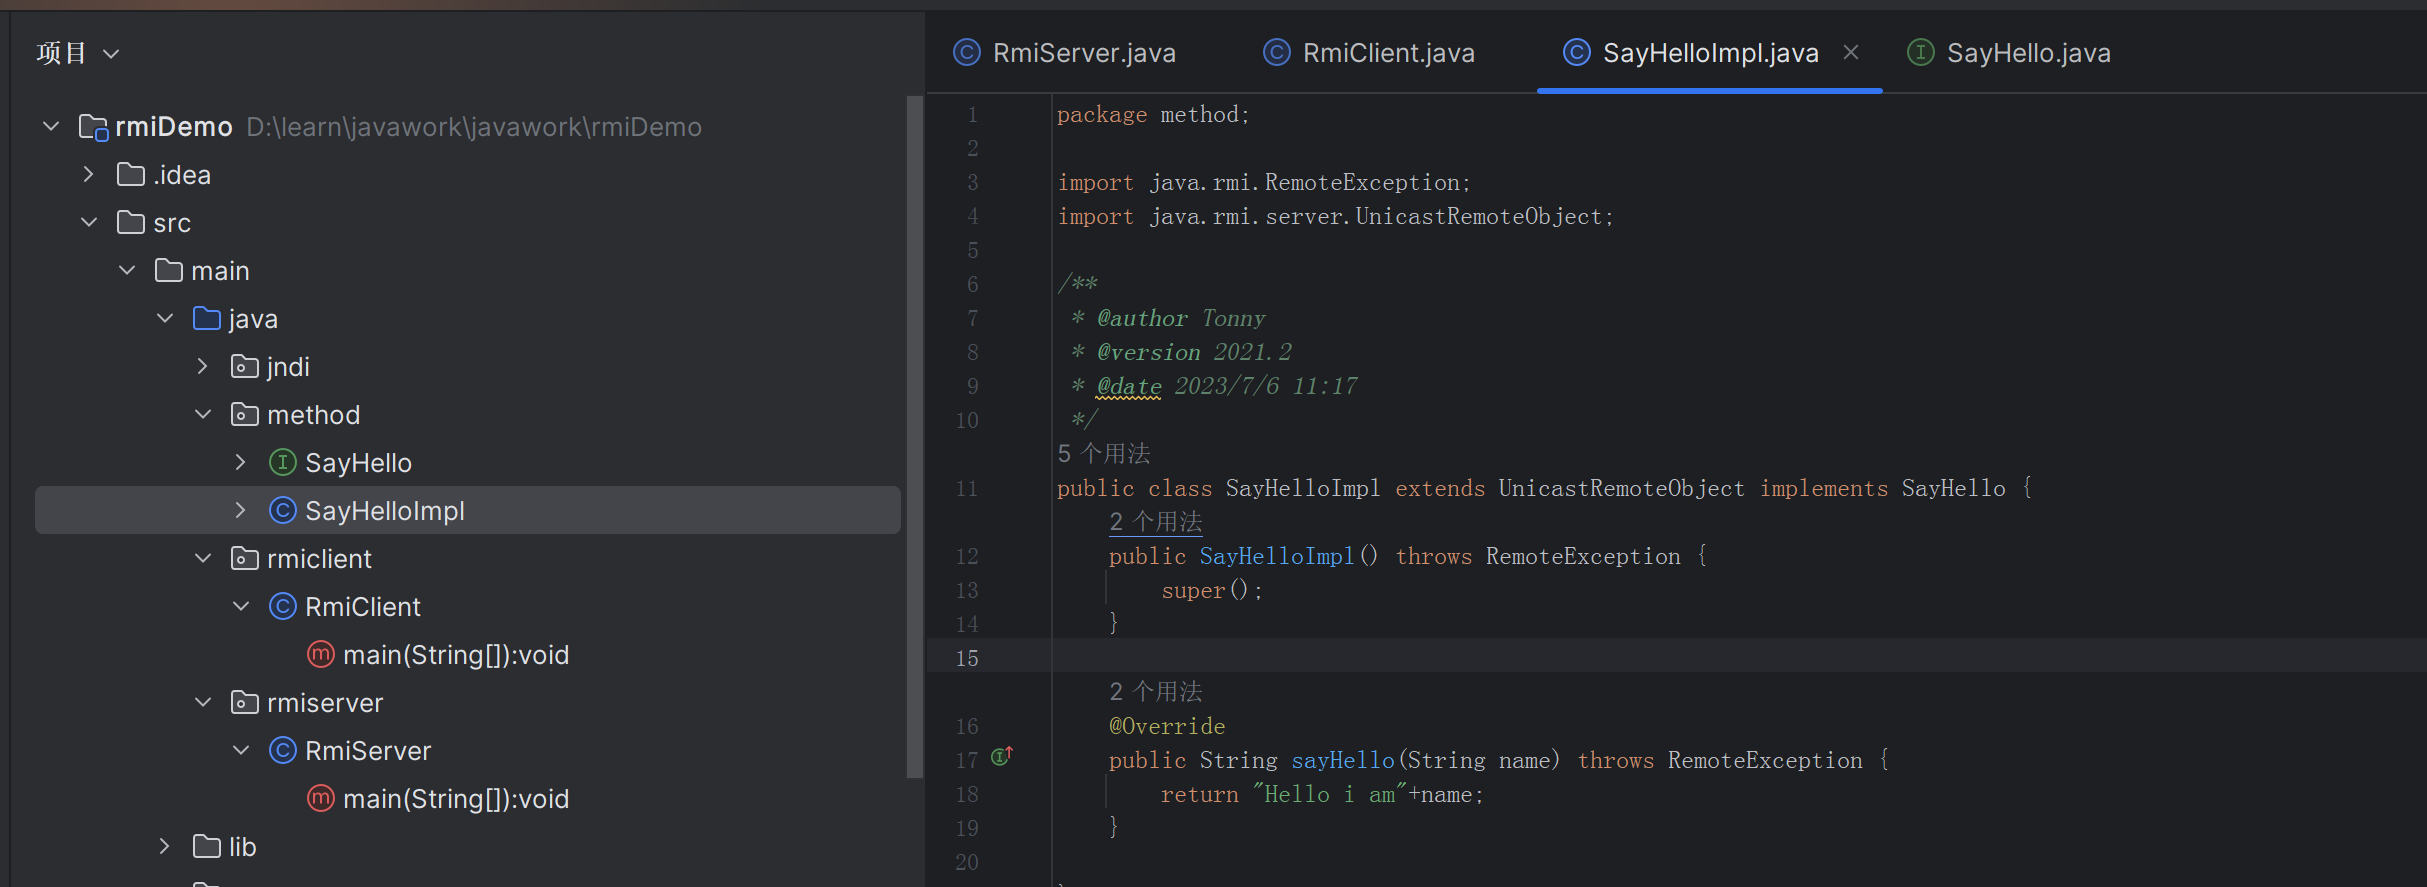 项目
rmiDemo D:\learn\javawork\javawork\rmiDemo
.idea
src
main
java
jndi
method
SayHello
SayHelloImpl
rmiclient
RmiClient
main(String[]):void
rmiserver
RmiServer
main(String[]):void
lib
RmiServer.java RmiClient.java SayHelloImpl.java SayHello.java
1 package method;
2
3 import java.rmi.RemoteException;
4 import java.rmi.server.UnicastRemoteObject;
5
6 /**
7 * @author Tonny
8 * @version 2021.2
9 * @date 2023/7/6 11:17
10 */
5 个用法
11 public class SayHelloImpl extends UnicastRemoteObject implements SayHello {
2 个用法
12 public SayHelloImpl() throws RemoteException {
13 super();
14 }
15
2 个用法
16 @Override
17 public String sayHello(String name) throws RemoteException {
18 return "Hello i am"+name;
19 }
20